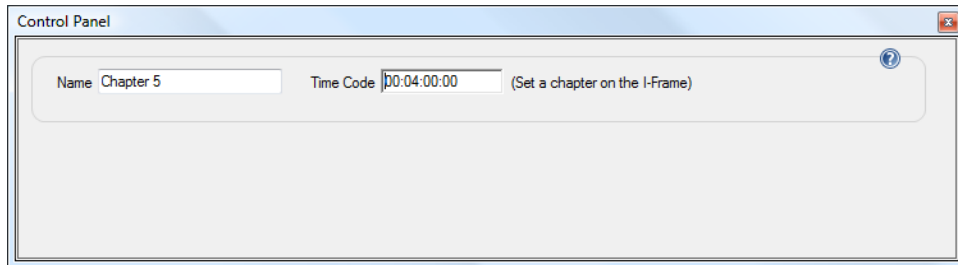 Control Panel
Name Chapter 5 Time Code 00:04:00:00 (Set a chapter on the I-Frame)